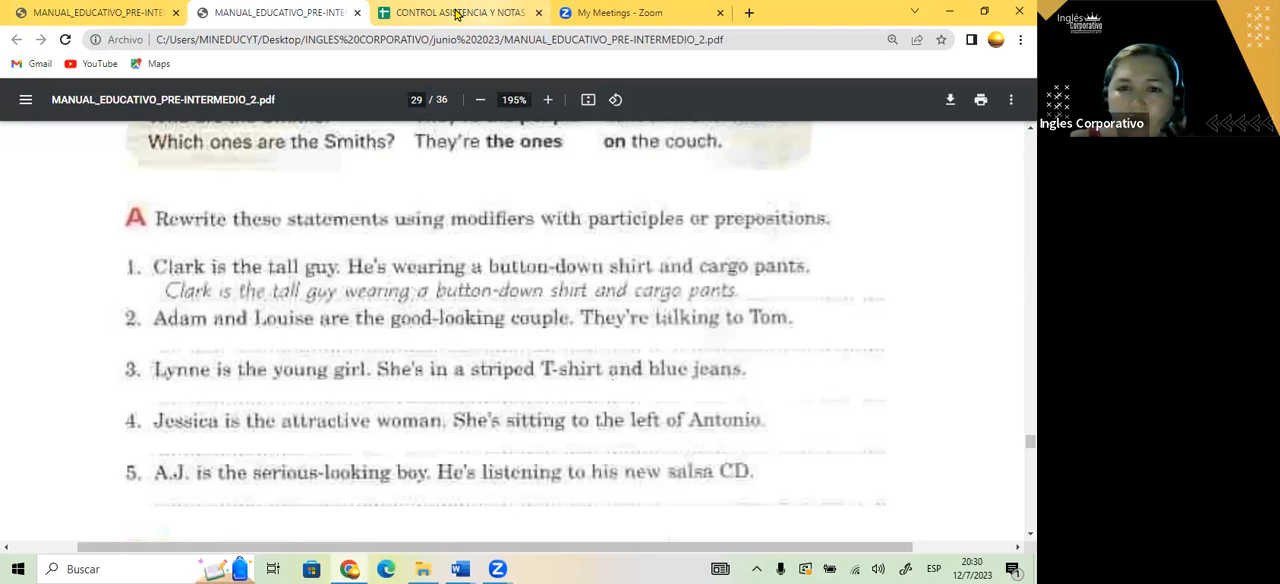 MANUAL_EDUCATIVO_PRE-INTE
MANUAL_EDUCATIVO_PRE-INTE
CONTROL ASISTENCIA Y NOTAS
My Meetings - Zoom
Archivo
C:/Users/MINEDUCYT/Desktop/INGLES%20CORPORATIVO/junio%202023/MANUAL_EDUCATIVO_PRE-INTERMEDIO_2.pdf
Gmail
YouTube
Maps
MANUAL_EDUCATIVO_PRE-INTERMEDIO_2.pdf
29 / 36
195%
Which ones are the Smiths? They're the ones on the couch.
A Rewrite these statements using modifiers with participles or prepositions.
1. Clark is the tall guy. He's wearing a button-down shirt and cargo pants.
Clark is the tall guy wearing a button-down shirt and cargo pants.
2. Adam and Louise are the good-looking couple. They're talking to Tom.
3. Lynne is the young girl. She's in a striped T-shirt and blue jeans.
4. Jessica is the attractive woman. She's sitting to the left of Antonio.
5. A.J. is the serious-looking boy. He's listening to his new salsa CD.
Inglés
Corporativo
Ingles Corporativo
Buscar
ESP
20:30
12/7/2023